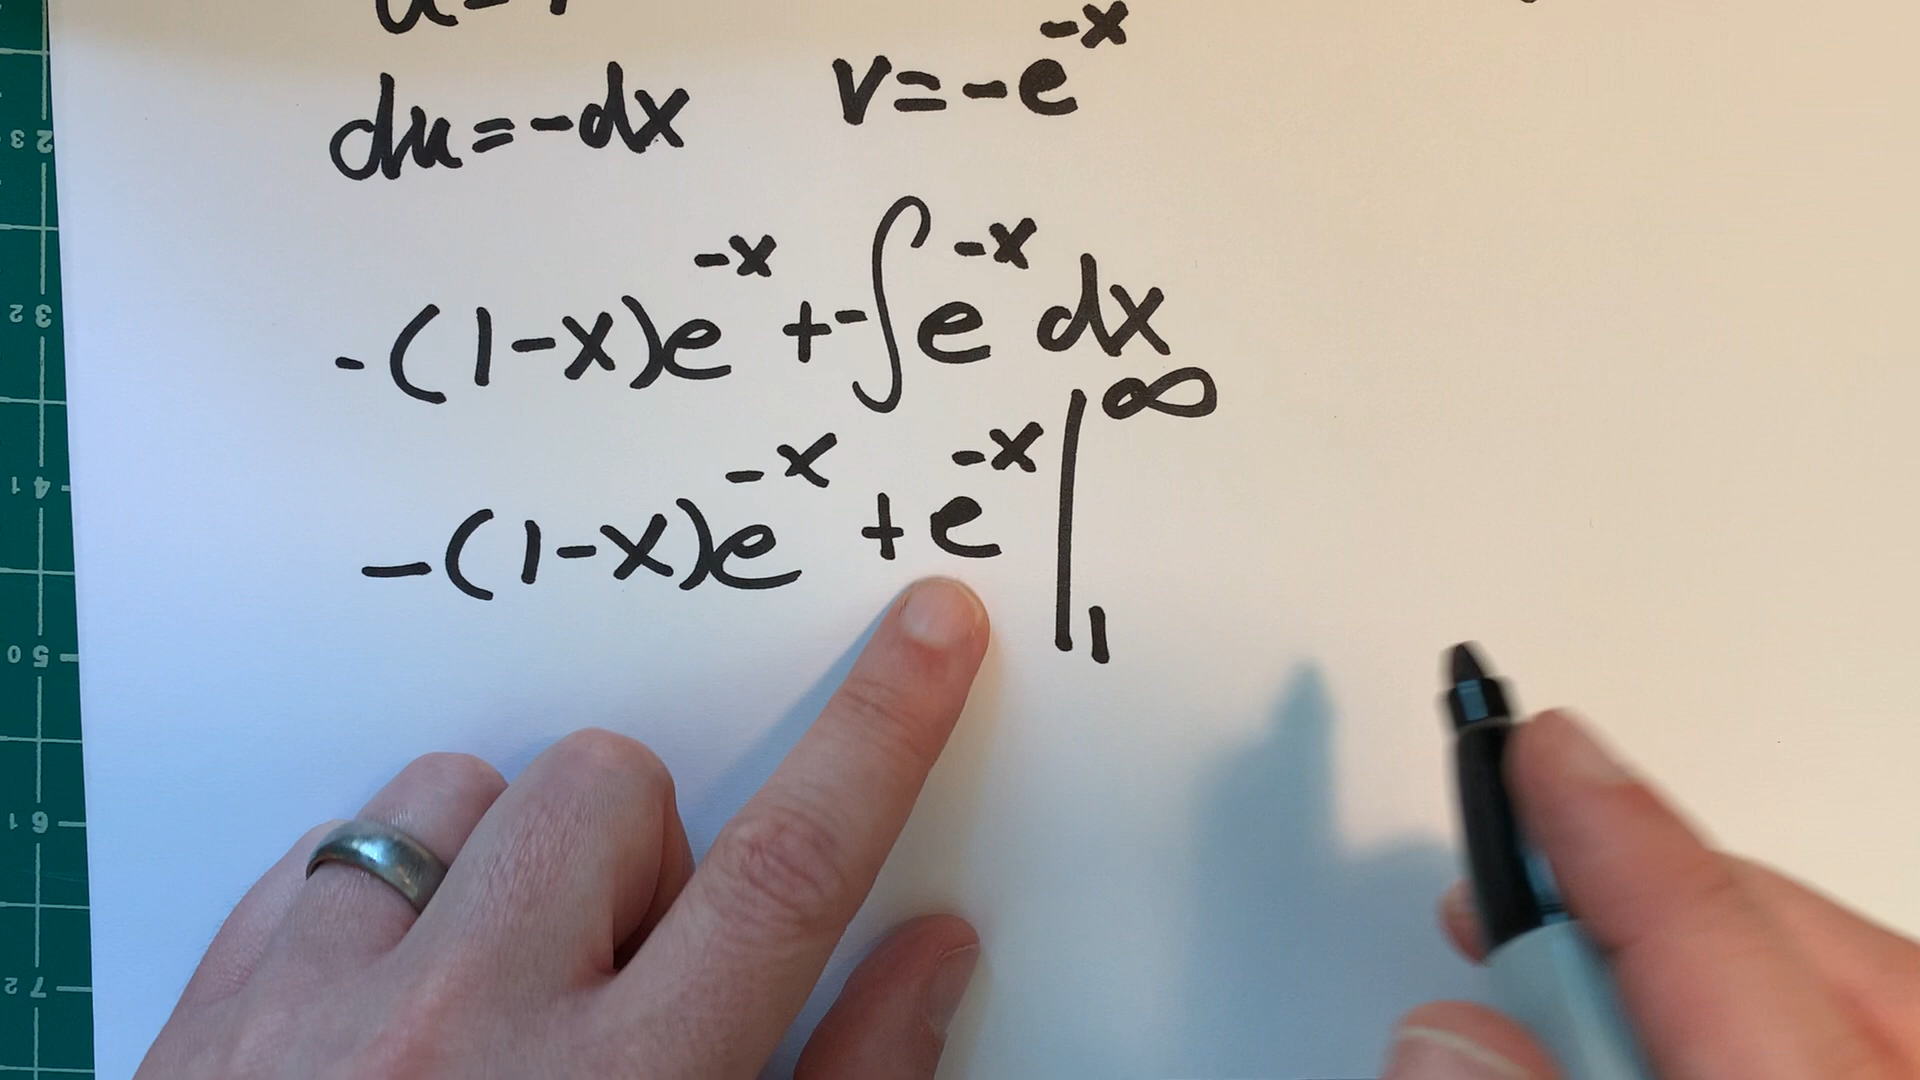 du=-dx v=-e^{-x}
-(1-x)e^{-x} +-∫e^{-x} dx
-(1-x)e^{-x} +e^{-x} |_1^∞